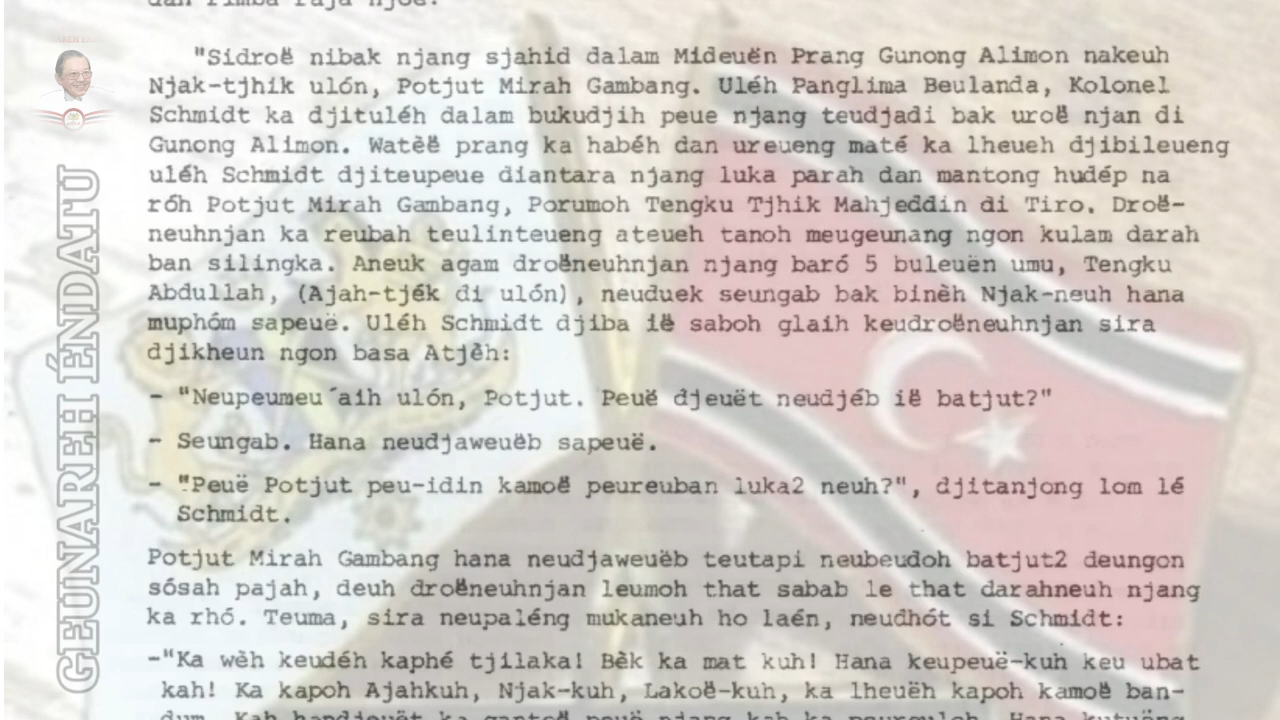 dan rimba raja njoë.
"Sidroë nibak njang sjahid dalam Mideuën Prang Gunong Alimon nakeuh
Njak-tjhik ulón, Potjut Mirah Gambang. Uléh Panglima Beulanda, Kolonel
Schmidt ka djituléh dalam bukudjih peue njang teudjadi bak uroë njan di
Gunong Alimon. Watèë prang ka habéh dan ureueng maté ka lheueh djibileueng
uléh Schmidt djiteupeue diantara njang luka parah dan mantong hudép na
róh Potjut Mirah Gambang, Porumoh Tengku Tjhik Mahjeddin di Tiro. Droë-
neuhnjan ka reubah teulinteueng ateueh tanoh meugeunang ngon kulam darah
ban silingka. Aneuk agam droëneuhnjan njang baró 5 buleuën umu, Tengku
Abdullah, (Ajah-tjék di ulón), neuduek seungab bak binèh Njak-neuh hana
muphóm sapeuë. Uléh Schmidt djiba ië saboh glaih keudroëneuhnjan sira
djikheun ngon basa Atjèh:
- "Neupeumeu´aih ulón, Potjut. Peuë djeuët neudjéb ië batjut?"
- Seungab. Hana neudjaweuëb sapeuë.
- "Peuë Potjut peu-idin kamoë peureuban luka2 neuh?", djitanjong lom lé
Schmidt.
Potjut Mirah Gambang hana neudjaweuëb teutapi neubeudoh batjut2 deungon
sósah pajah, deuh droëneuhnjan leumoh that sabab le that darahneuh njang
ka rhó. Teuma, sira neupaléng mukaneuh ho laén, neudhót si Schmidt:
-"Ka wèh keudéh kaphé tjilaka! Bèk ka mat kuh! Hana keupeuë-kuh keu ubat
kah! Ka kapoh Ajahkuh, Njak-kuh, Lakoë-kuh, ka lheuëh kapoh kamoë ban-
GEUNAREH ÉNDATU